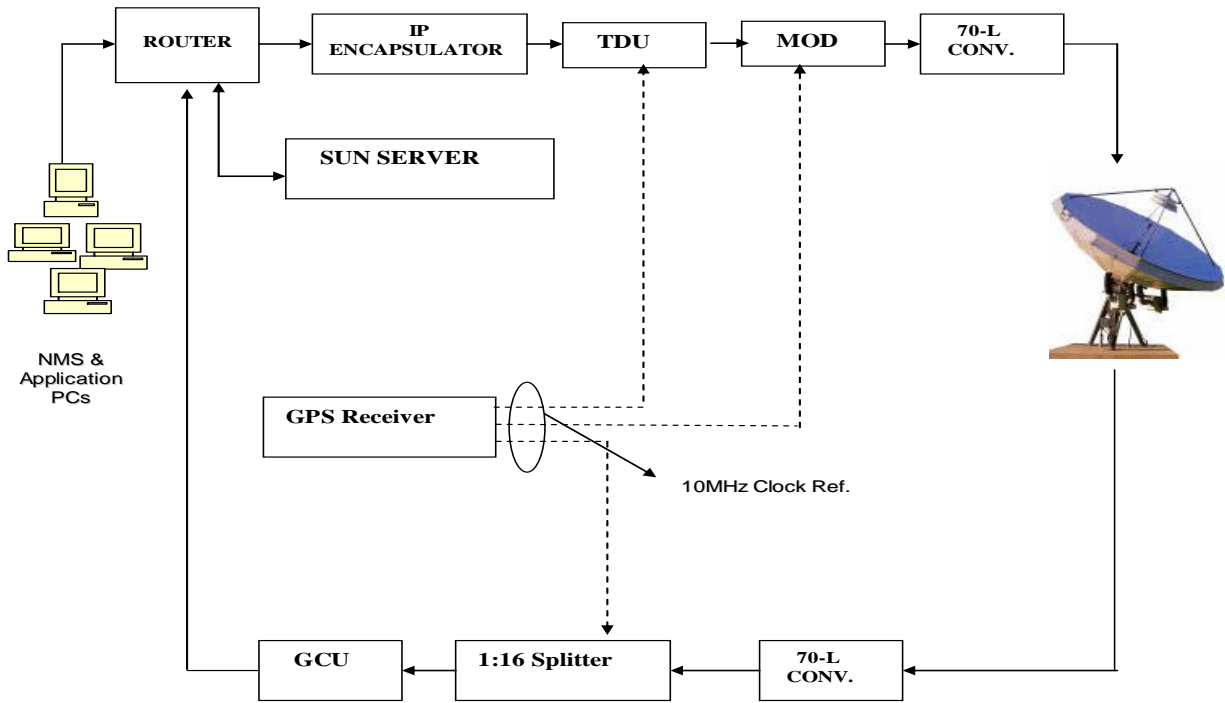 ROUTER
IP
ENCAPSULATOR
TDU
MOD
70-L
CONV.
SUN SERVER
NMS &
Application
PCs
GPS Receiver
10MHz Clock Ref.
GCU
1:16 Splitter
70-L
CONV.